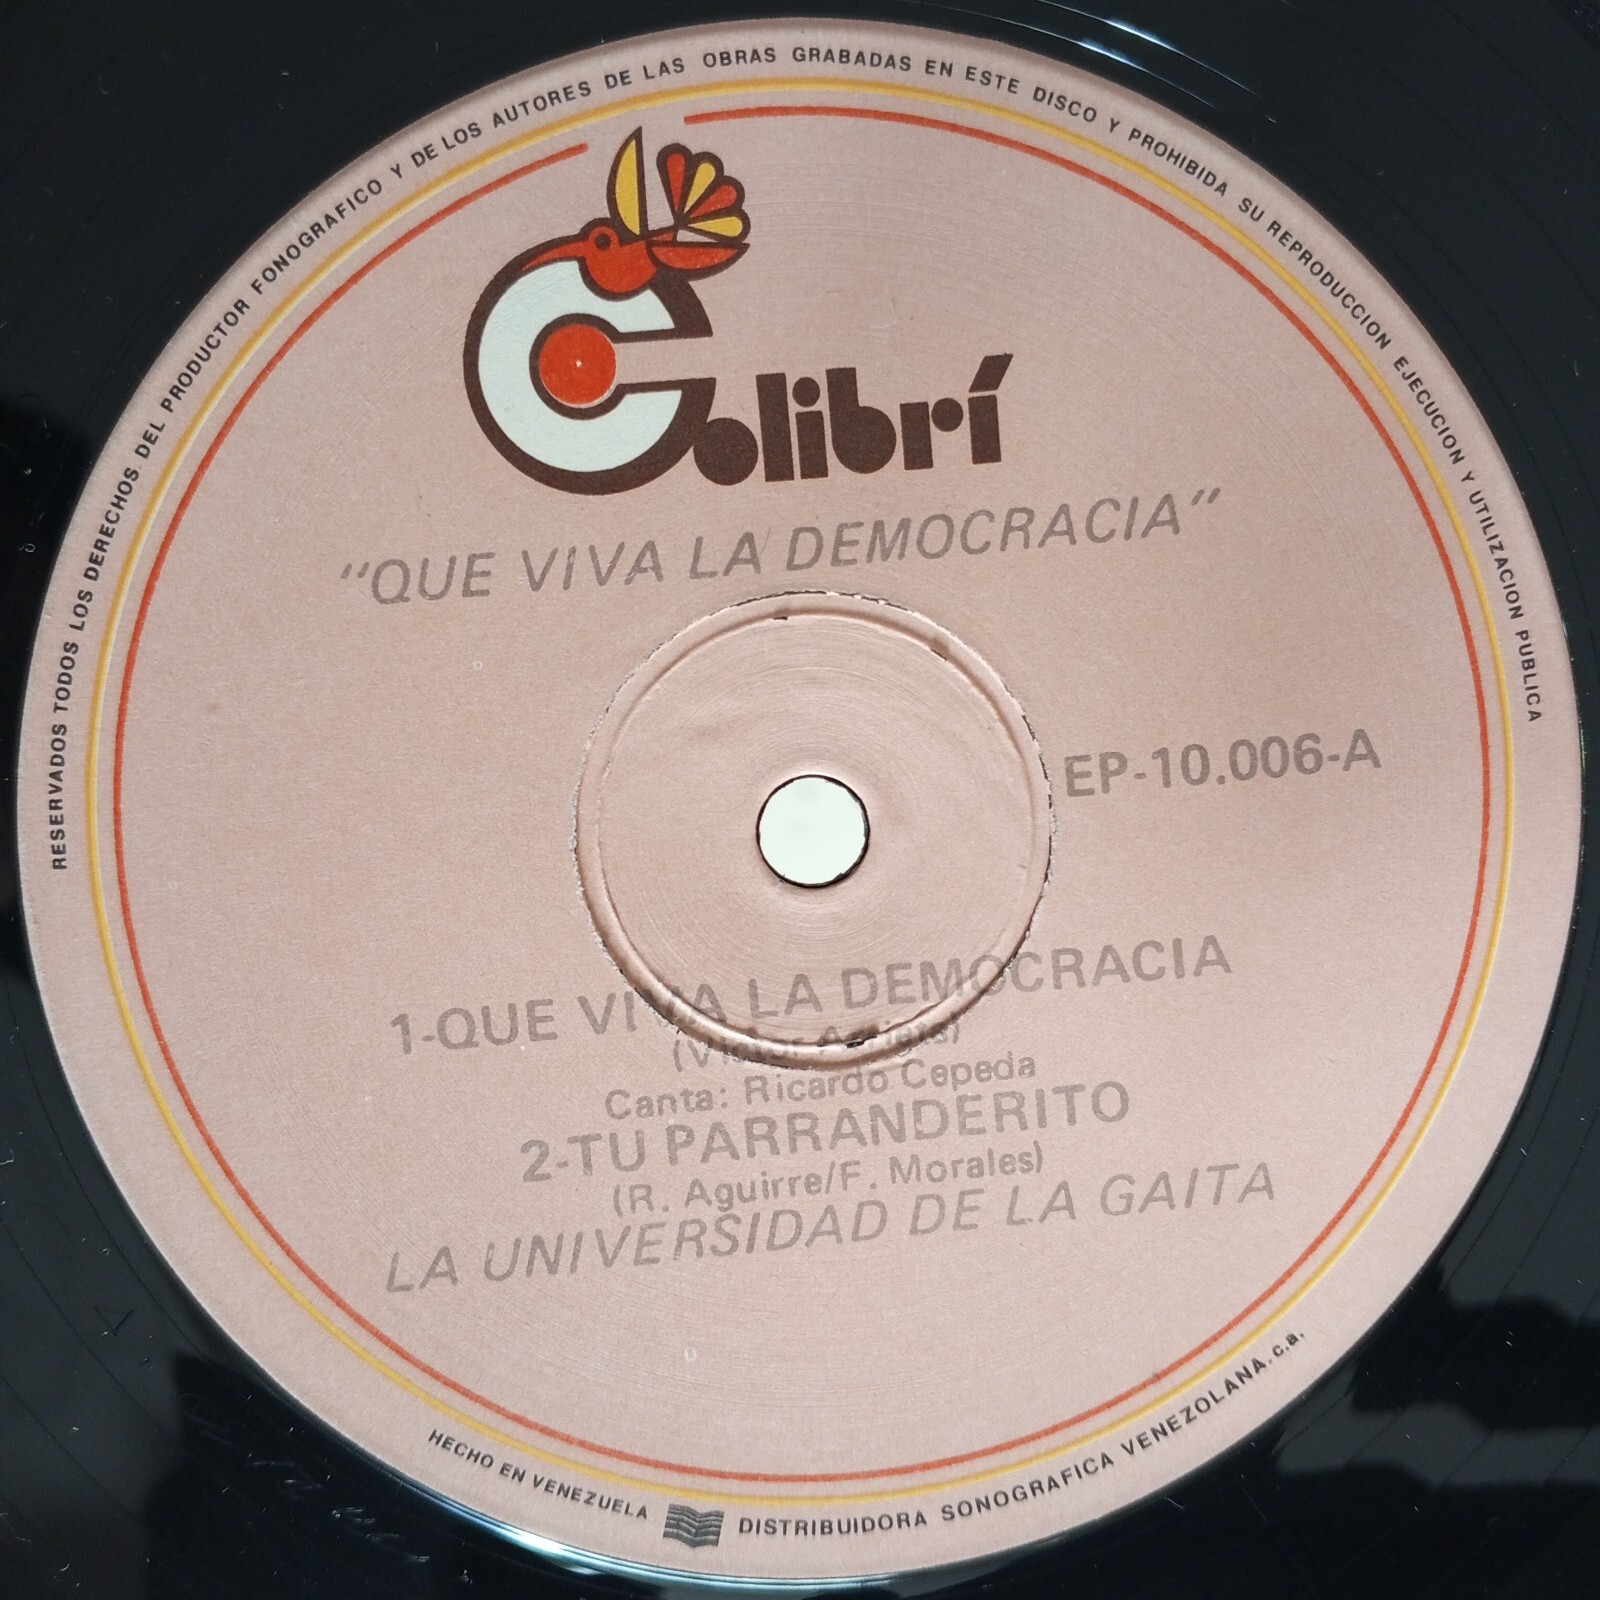 RESERVADOS TODOS LOS DERECHOS DEL PRODUCTOR FONOGRAFICO Y DE LOS AUTORES DE LAS OBRAS GRABADAS EN ESTE DISCO Y PROHIBIDA SU REPRODUCCION EJECUCION Y UTILIZACION PUBLICA
Colibrí
"QUE VIVA LA DEMOCRACIA"
EP-10.006-A
1-QUE VIVA LA DEMOCRACIA
(Victor Arrieta)
Canta: Ricardo Cepeda
2-TU PARRANDERITO
(R. Aguirre/F. Morales)
LA UNIVERSIDAD DE LA GAITA
HECHO EN VENEZUELA DISTRIBUIDORA SONOGRAFICA VENEZOLANA.c.a.